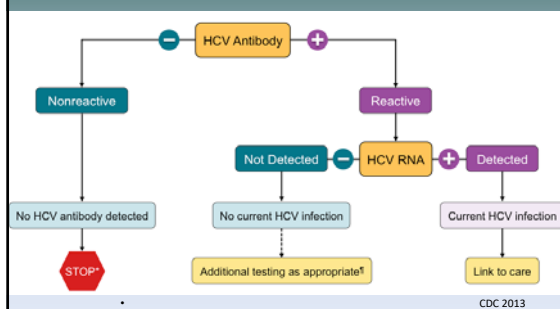 HCV Antibody
Nonreactive
Reactive
Not Detected
HCV RNA
Detected
No HCV antibody detected
No current HCV infection
Current HCV infection
STOP*
Additional testing as appropriate¶
Link to care
•
CDC 2013